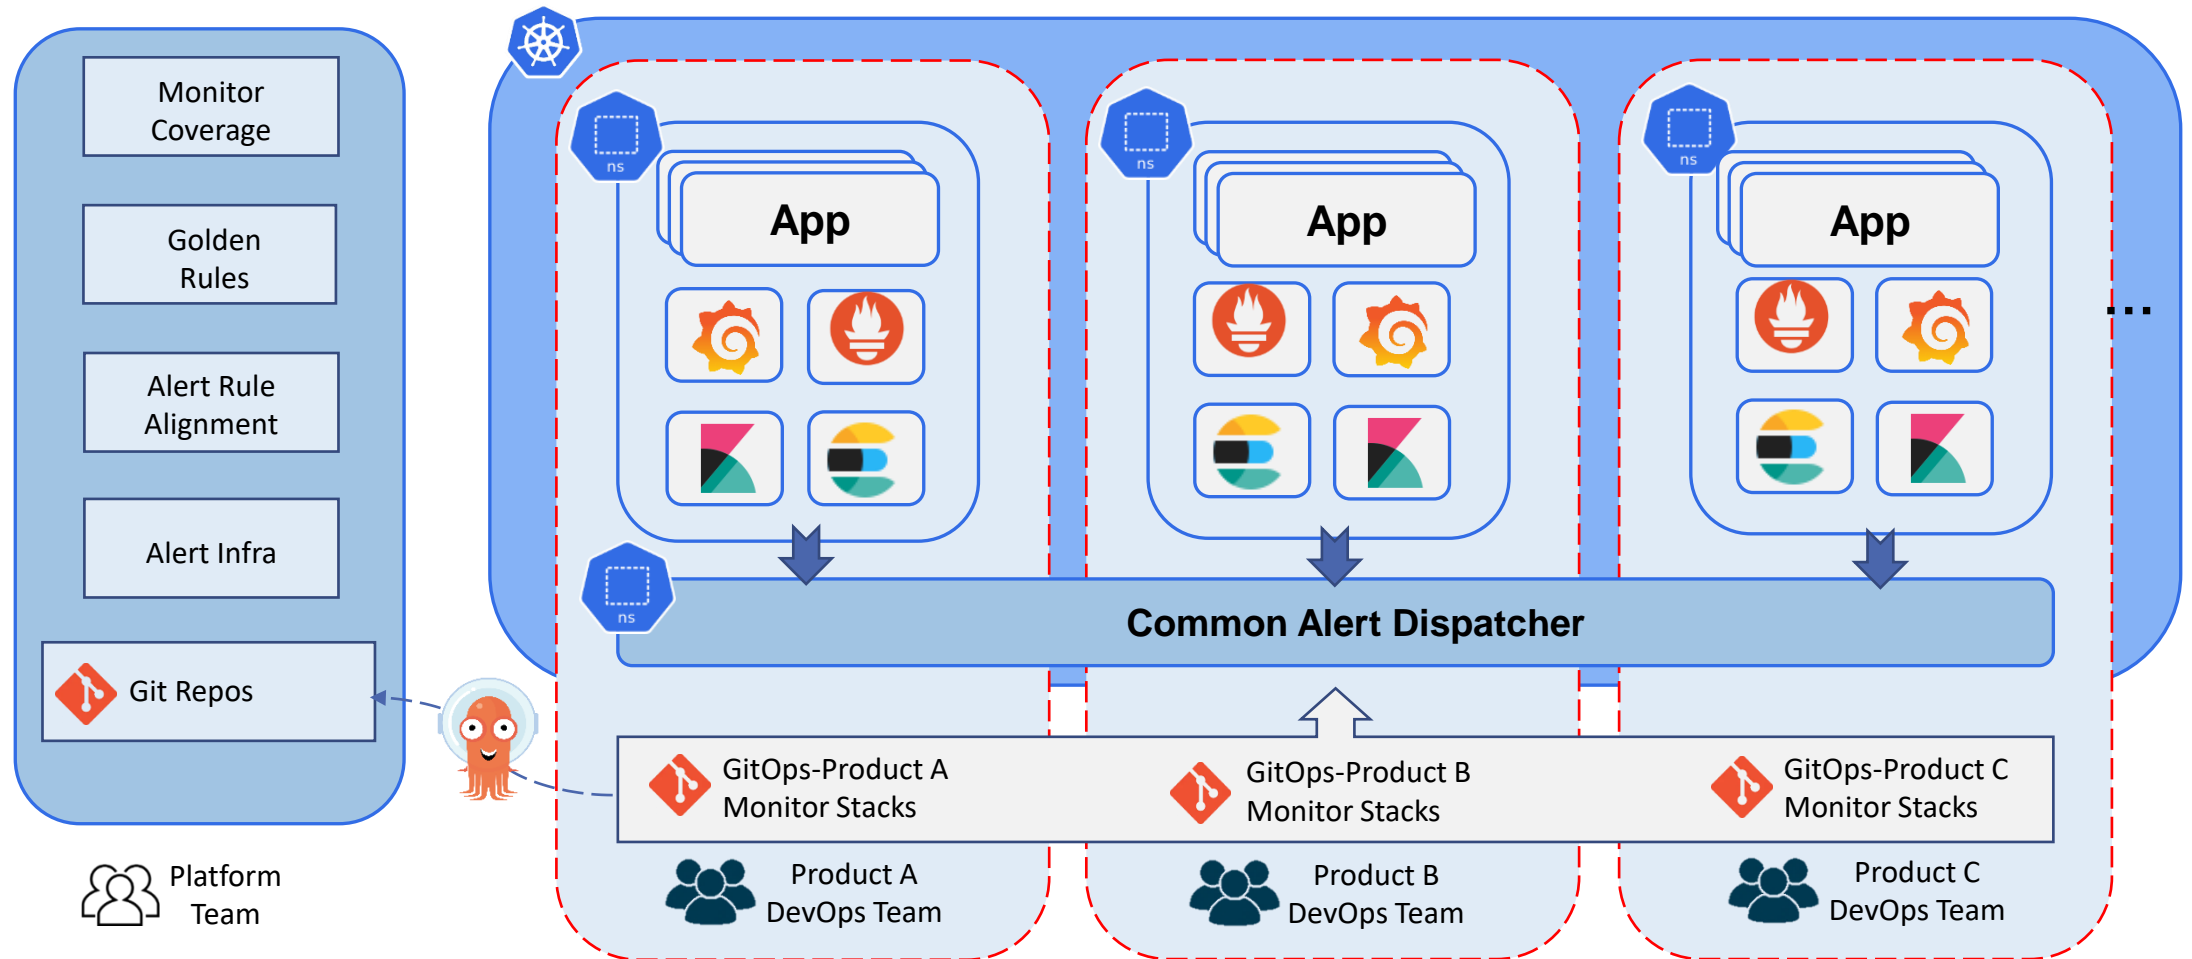 Monitor
Coverage
Golden
Rules
Alert Rule
Alignment
Alert Infra
Git Repos
Platform
Team
ns
App
ns
App
ns
App
...
ns
Common Alert Dispatcher
GitOps-Product A
Monitor Stacks
GitOps-Product B
Monitor Stacks
GitOps-Product C
Monitor Stacks
Product A
DevOps Team
Product B
DevOps Team
Product C
DevOps Team